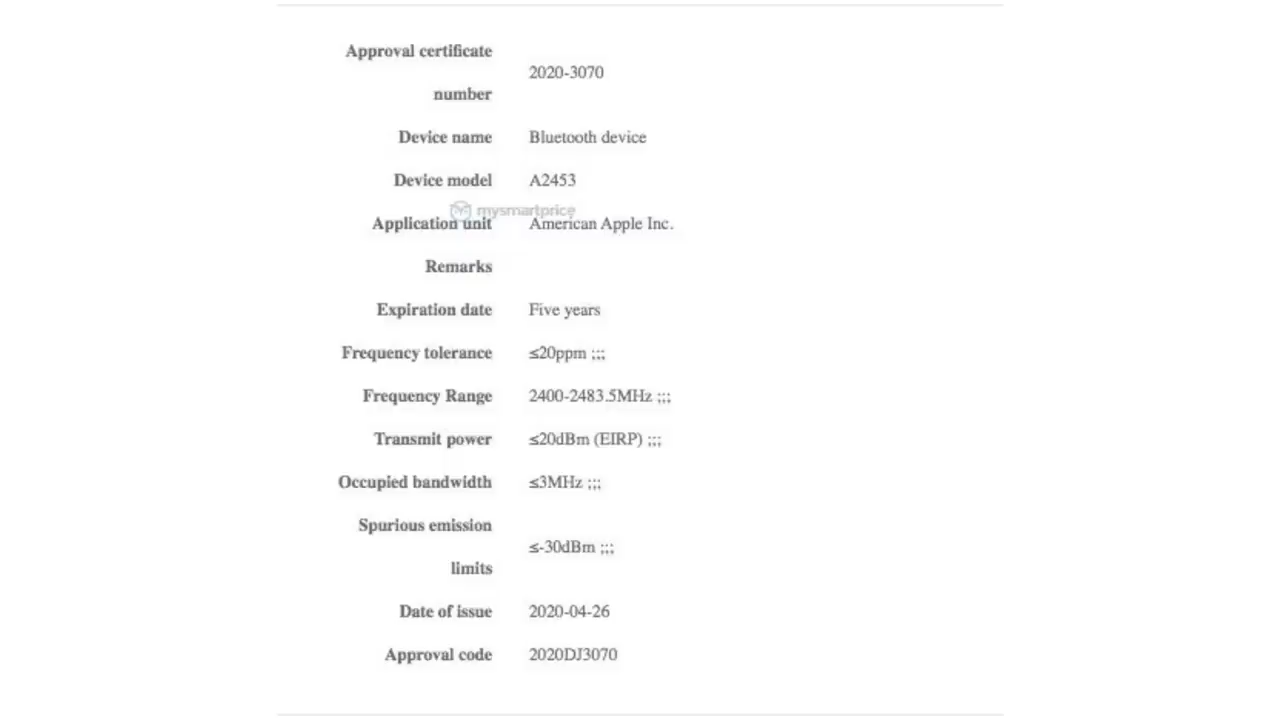 Approval certificate
number
2020-3070
Device name Bluetooth device
Device model A2453
mysmartprice
Application unit American Apple Inc.
Remarks
Expiration date Five years
Frequency tolerance ≤20ppm ;;;
Frequency Range 2400-2483.5MHz ;;;
Transmit power ≤20dBm (EIRP) ;;;
Occupied bandwidth ≤3MHz ;;;
Spurious emission
limits
≤-30dBm ;;;
Date of issue 2020-04-26
Approval code 2020DJ3070